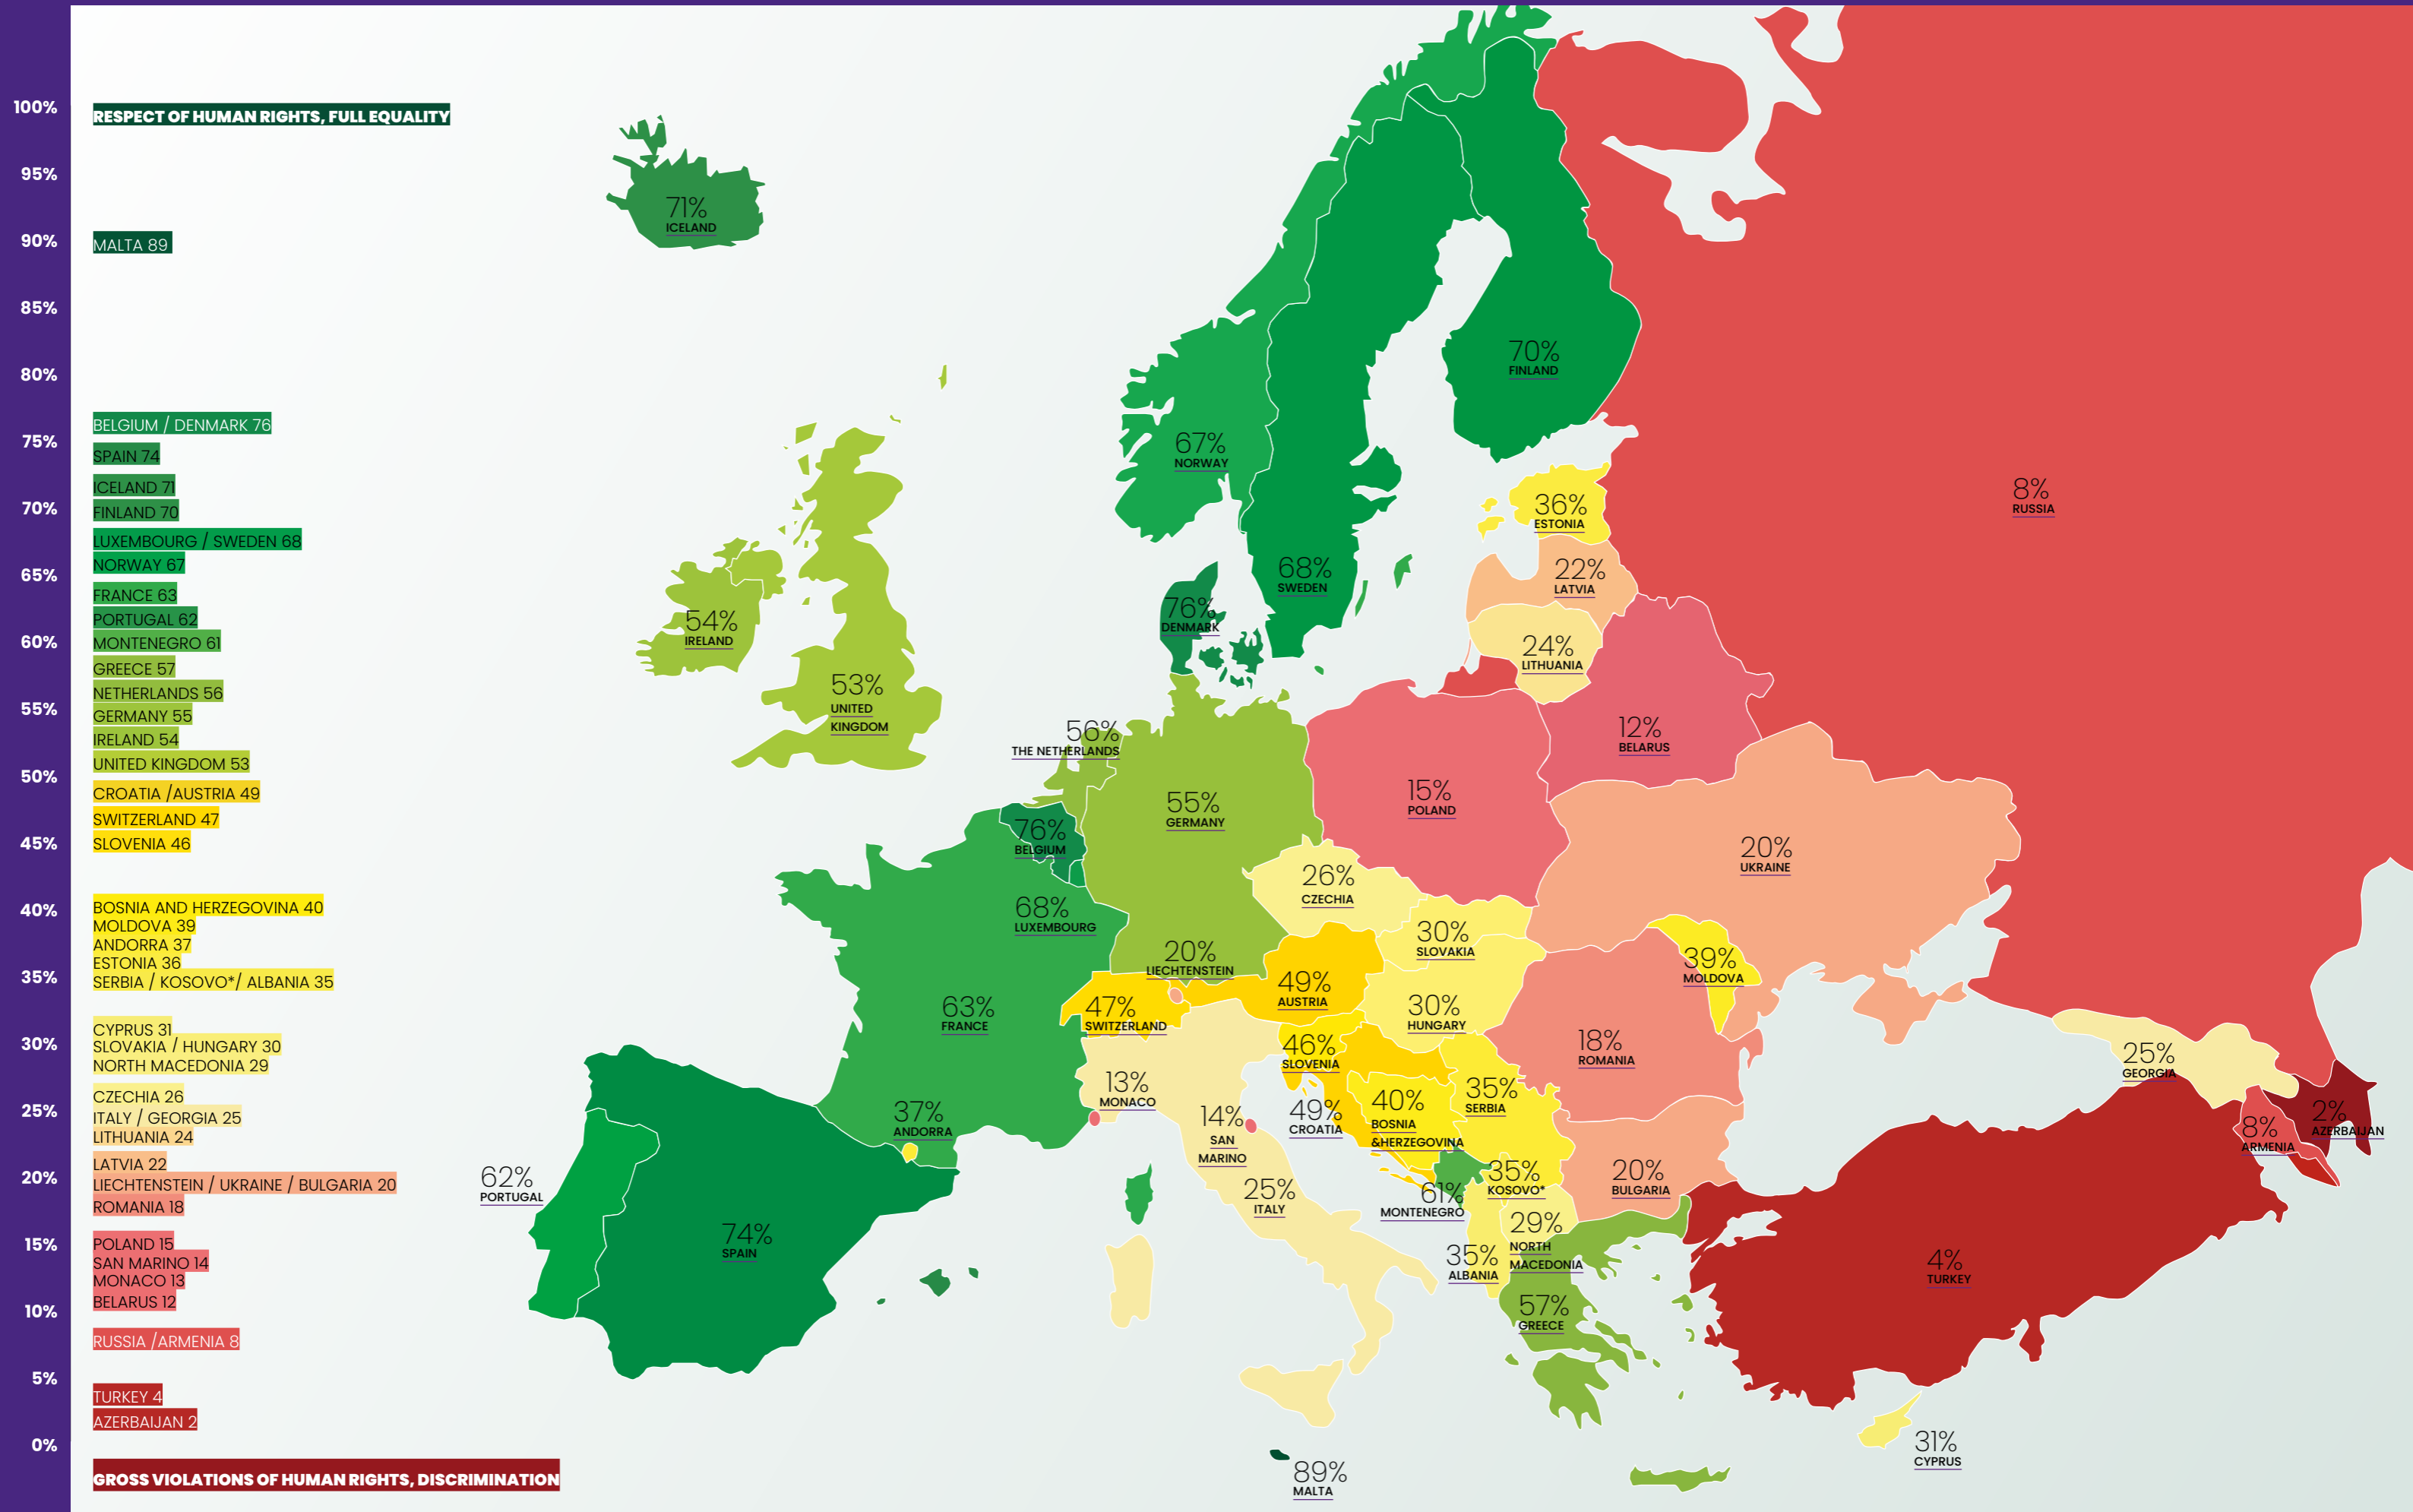 100%
95%
90%
85%
80%
75%
70%
65%
60%
55%
50%
45%
40%
35%
30%
25%
20%
15%
10%
5%
0%
RESPECT OF HUMAN RIGHTS, FULL EQUALITY
MALTA 89
BELGIUM / DENMARK 76
SPAIN 74
ICELAND 71
FINLAND 70
LUXEMBOURG / SWEDEN 68
NORWAY 67
FRANCE 63
PORTUGAL 62
MONTENEGRO 61
GREECE 57
NETHERLANDS 56
GERMANY 55
IRELAND 54
UNITED KINGDOM 53
CROATIA /AUSTRIA 49
SWITZERLAND 47
SLOVENIA 46
BOSNIA AND HERZEGOVINA 40
MOLDOVA 39
ANDORRA 37
ESTONIA 36
SERBIA / KOSOVO*/ ALBANIA 35
CYPRUS 31
SLOVAKIA / HUNGARY 30
NORTH MACEDONIA 29
CZECHIA 26
ITALY / GEORGIA 25
LITHUANIA 24
LATVIA 22
LIECHTENSTEIN / UKRAINE / BULGARIA 20
ROMANIA 18
POLAND 15
SAN MARINO 14
MONACO 13
BELARUS 12
RUSSIA /ARMENIA 8
TURKEY 4
AZERBAIJAN 2
GROSS VIOLATIONS OF HUMAN RIGHTS, DISCRIMINATION
71%
ICELAND
70%
FINLAND
67%
NORWAY
8%
RUSSIA
36%
ESTONIA
68%
SWEDEN
22%
LATVIA
76%
DENMARK
54%
IRELAND
24%
LITHUANIA
53%
UNITED
KINGDOM
56%
THE NETHERLANDS
12%
BELARUS
55%
GERMANY
15%
POLAND
76%
BELGIUM
20%
UKRAINE
26%
CZECHIA
68%
LUXEMBOURG
30%
SLOVAKIA
20%
LIECHTENSTEIN
39%
MOLDOVA
49%
AUSTRIA
63%
FRANCE
47%
SWITZERLAND
30%
HUNGARY
18%
ROMANIA
46%
SLOVENIA
25%
GEORGIA
13%
MONACO
35%
SERBIA
40%
BOSNIA
&HERZEGOVINA
37%
ANDORRA
14%
SAN
MARINO
49%
CROATIA
2%
AZERBAIJAN
8%
ARMENIA
62%
PORTUGAL
35%
KOSOVO*
20%
BULGARIA
25%
ITALY
61%
MONTENEGRO
29%
NORTH
MACEDONIA
74%
SPAIN
35%
ALBANIA
4%
TURKEY
57%
GREECE
31%
CYPRUS
89%
MALTA